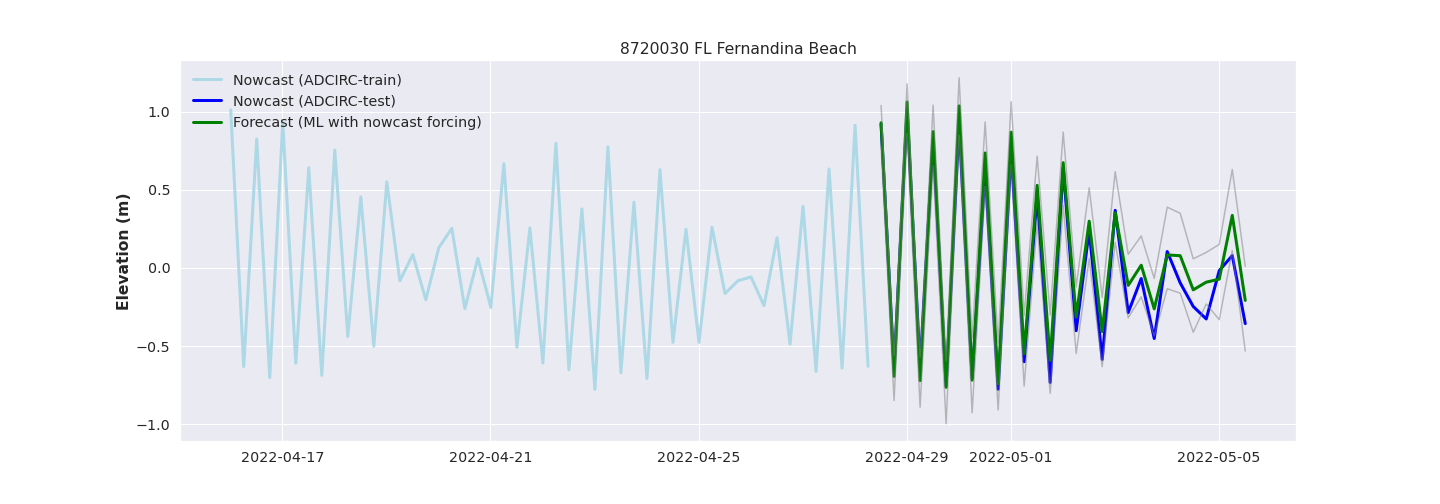 8720030 FL Fernandina Beach
Nowcast (ADCIRC-train)
Nowcast (ADCIRC-test)
Forecast (ML with nowcast forcing)
Elevation (m)
1.0
0.5
0.0
−0.5
−1.0
2022-04-17 2022-04-21 2022-04-25 2022-04-29 2022-05-01 2022-05-05